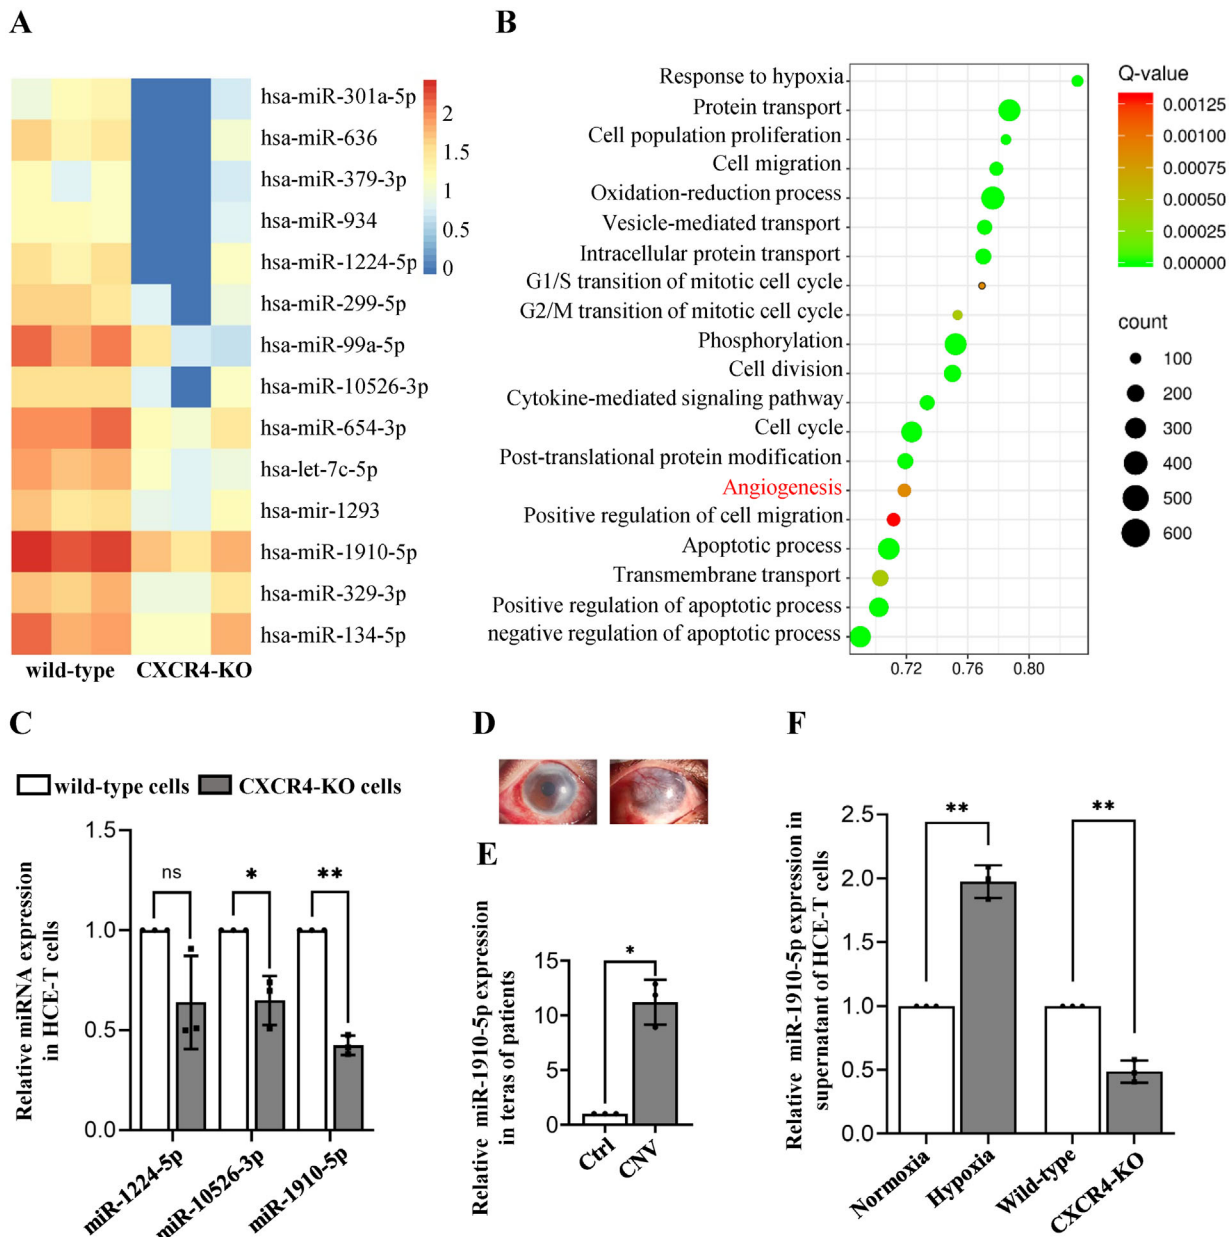 A
hsa-miR-301a-5p
hsa-miR-636
hsa-miR-379-3p
hsa-miR-934
hsa-miR-1224-5p
hsa-miR-299-5p
hsa-miR-99a-5p
hsa-miR-10526-3p
hsa-miR-654-3p
hsa-let-7c-5p
hsa-mir-1293
hsa-miR-1910-5p
hsa-miR-329-3p
hsa-miR-134-5p
2
1.5
1
0.5
0
wild-type CXCR4-KO
B
Response to hypoxia
Protein transport
Cell population proliferation
Cell migration
Oxidation-reduction process
Vesicle-mediated transport
Intracellular protein transport
G1/S transition of mitotic cell cycle
G2/M transition of mitotic cell cycle
Phosphorylation
Cell division
Cytokine-mediated signaling pathway
Cell cycle
Post-translational protein modification
Angiogenesis
Positive regulation of cell migration
Apoptotic process
Transmembrane transport
Positive regulation of apoptotic process
negative regulation of apoptotic process
0.72 0.76 0.80
Q-value
0.00125
0.00100
0.00075
0.00050
0.00025
0.00000
count
100
200
300
400
500
600
C
wild-type cells CXCR4-KO cells
Relative miRNA expression
in HCE-T cells
1.5
1.0
0.5
0.0
ns * **
miR-1224-5p
miR-10526-3p
miR-1910-5p
D
E
Relative miR-1910-5p expression
in teras of patients
15
10
5
0
*
Ctrl
CNV
F
Relative miR-1910-5p expression in
supernatant of HCE-T cells
2.5
2.0
1.5
1.0
0.5
0.0
** **
Normoxia
Hypoxia
Wild-type
CXCR4-KO